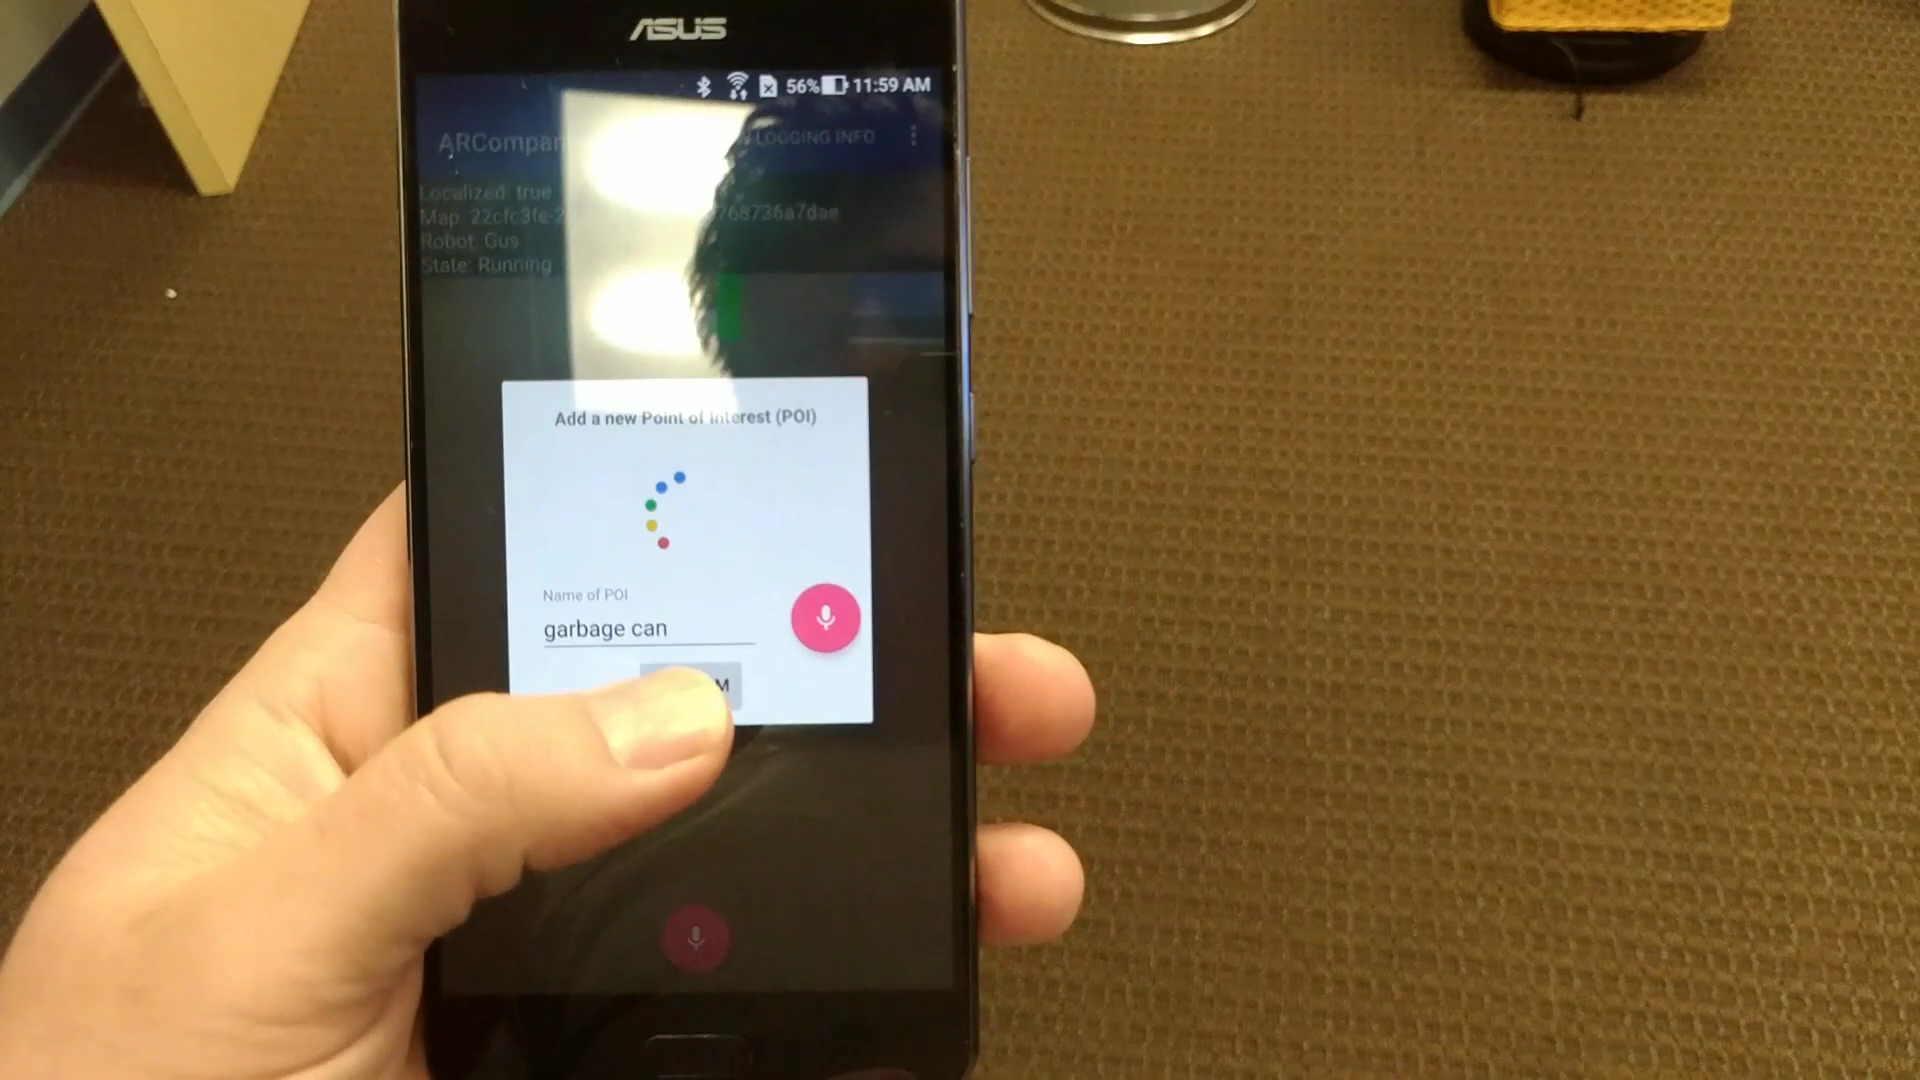 ASUS
56% 11:59 AM
ARCompan LOGGING INFO
Localized: true
Map: 22cfc3fe-2 768736a7dae
Robot: Gus
State: Running
Add a new Point of Interest (POI)
Name of POI
garbage can
M